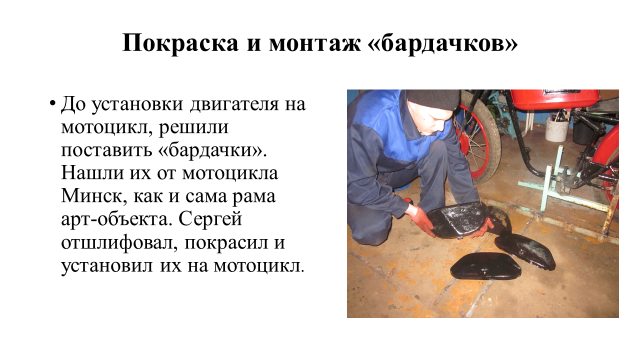 Покраска и монтаж «бардачков»
• До установки двигателя на
мотоцикл, решили
поставить «бардачки».
Нашли их от мотоцикла
Минск, как и сама рама
арт-объекта. Сергей
отшлифовал, покрасил и
установил их на мотоцикл.